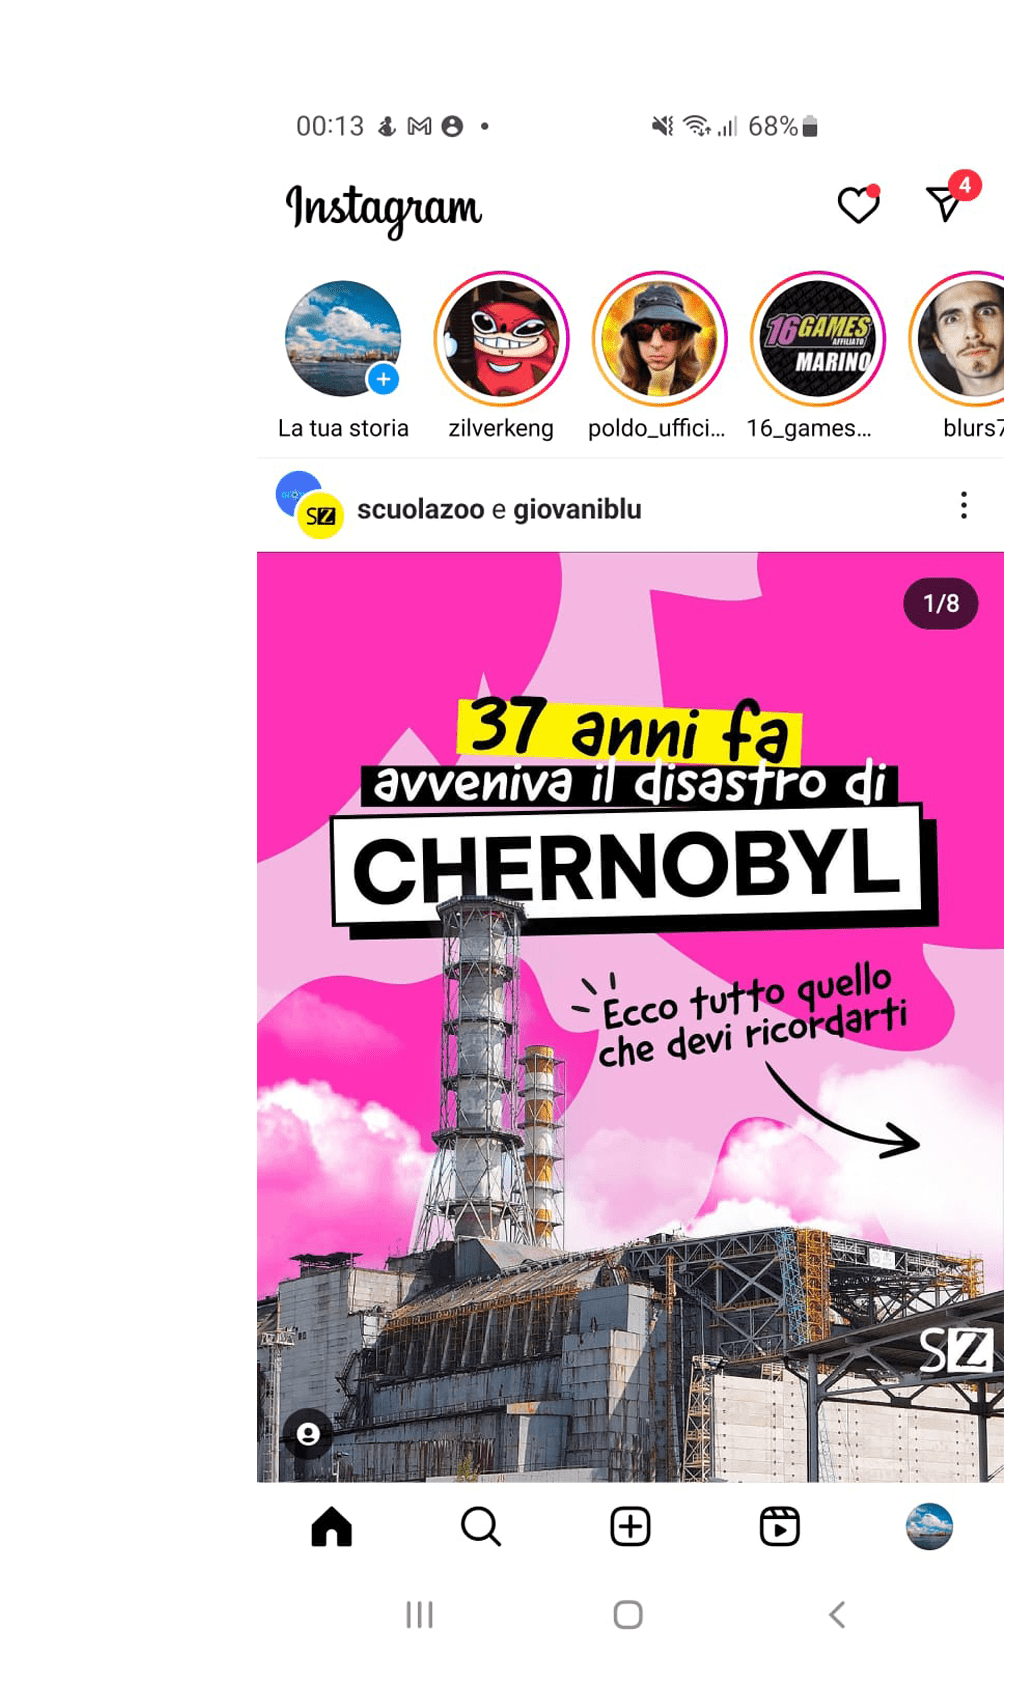 00:13
68%
Instagram
4
16GAMES
AFFILIATO
MARINO
La tua storia
zilverkeng
poldo_uffici...
16_games...
blurs7
SZ
scuolazoo e giovaniblu
1/8
37 anni fa
avveniva il disastro di
CHERNOBYL
Ecco tutto quello
che devi ricordarti
SZ